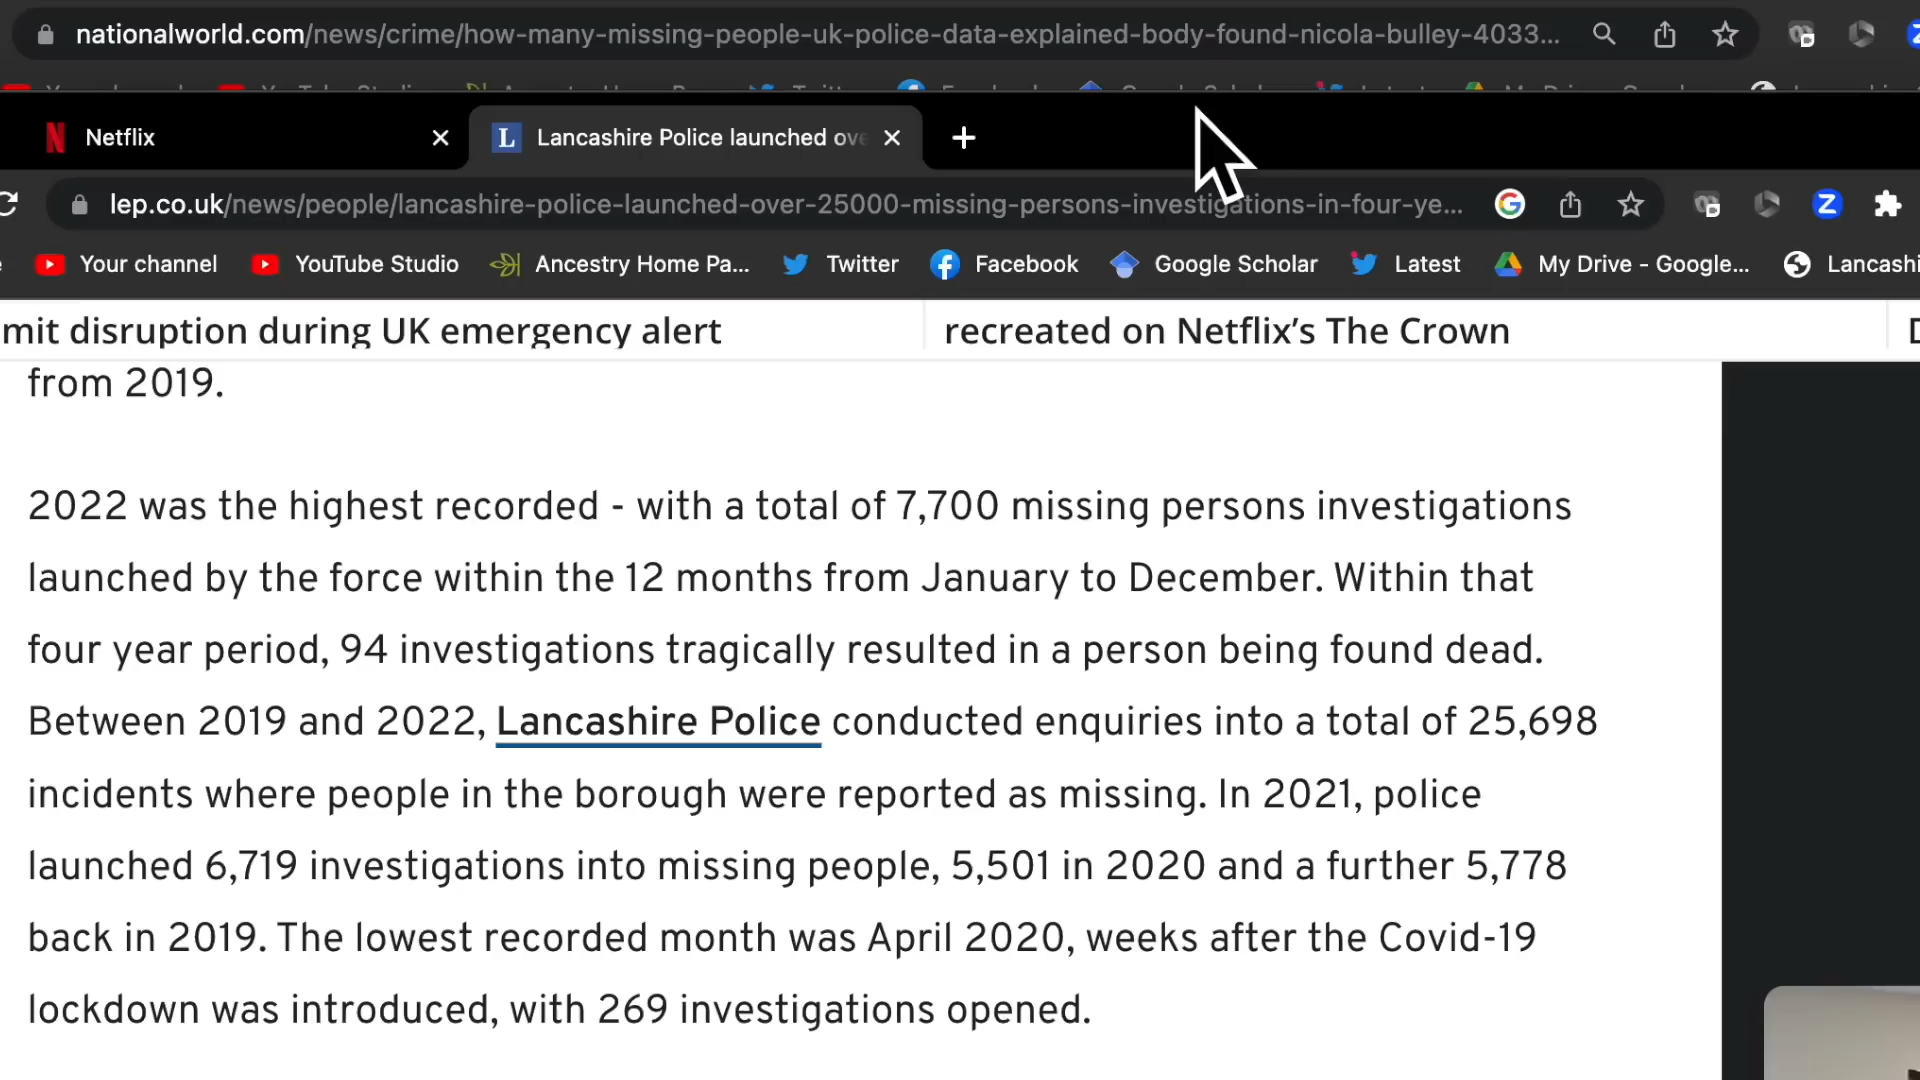 nationalworld.com/news/crime/how-many-missing-people-uk-police-data-explained-body-found-nicola-bulley-4033...
Netflix
Lancashire Police launched ove
lep.co.uk/news/people/lancashire-police-launched-over-25000-missing-persons-investigations-in-four-ye...
Your channel YouTube Studio Ancestry Home Pa... Twitter Facebook Google Scholar Latest My Drive - Google... Lancashi
mit disruption during UK emergency alert
recreated on Netflix’s The Crown
from 2019.
2022 was the highest recorded - with a total of 7,700 missing persons investigations
launched by the force within the 12 months from January to December. Within that
four year period, 94 investigations tragically resulted in a person being found dead.
Between 2019 and 2022, Lancashire Police conducted enquiries into a total of 25,698
incidents where people in the borough were reported as missing. In 2021, police
launched 6,719 investigations into missing people, 5,501 in 2020 and a further 5,778
back in 2019. The lowest recorded month was April 2020, weeks after the Covid-19
lockdown was introduced, with 269 investigations opened.